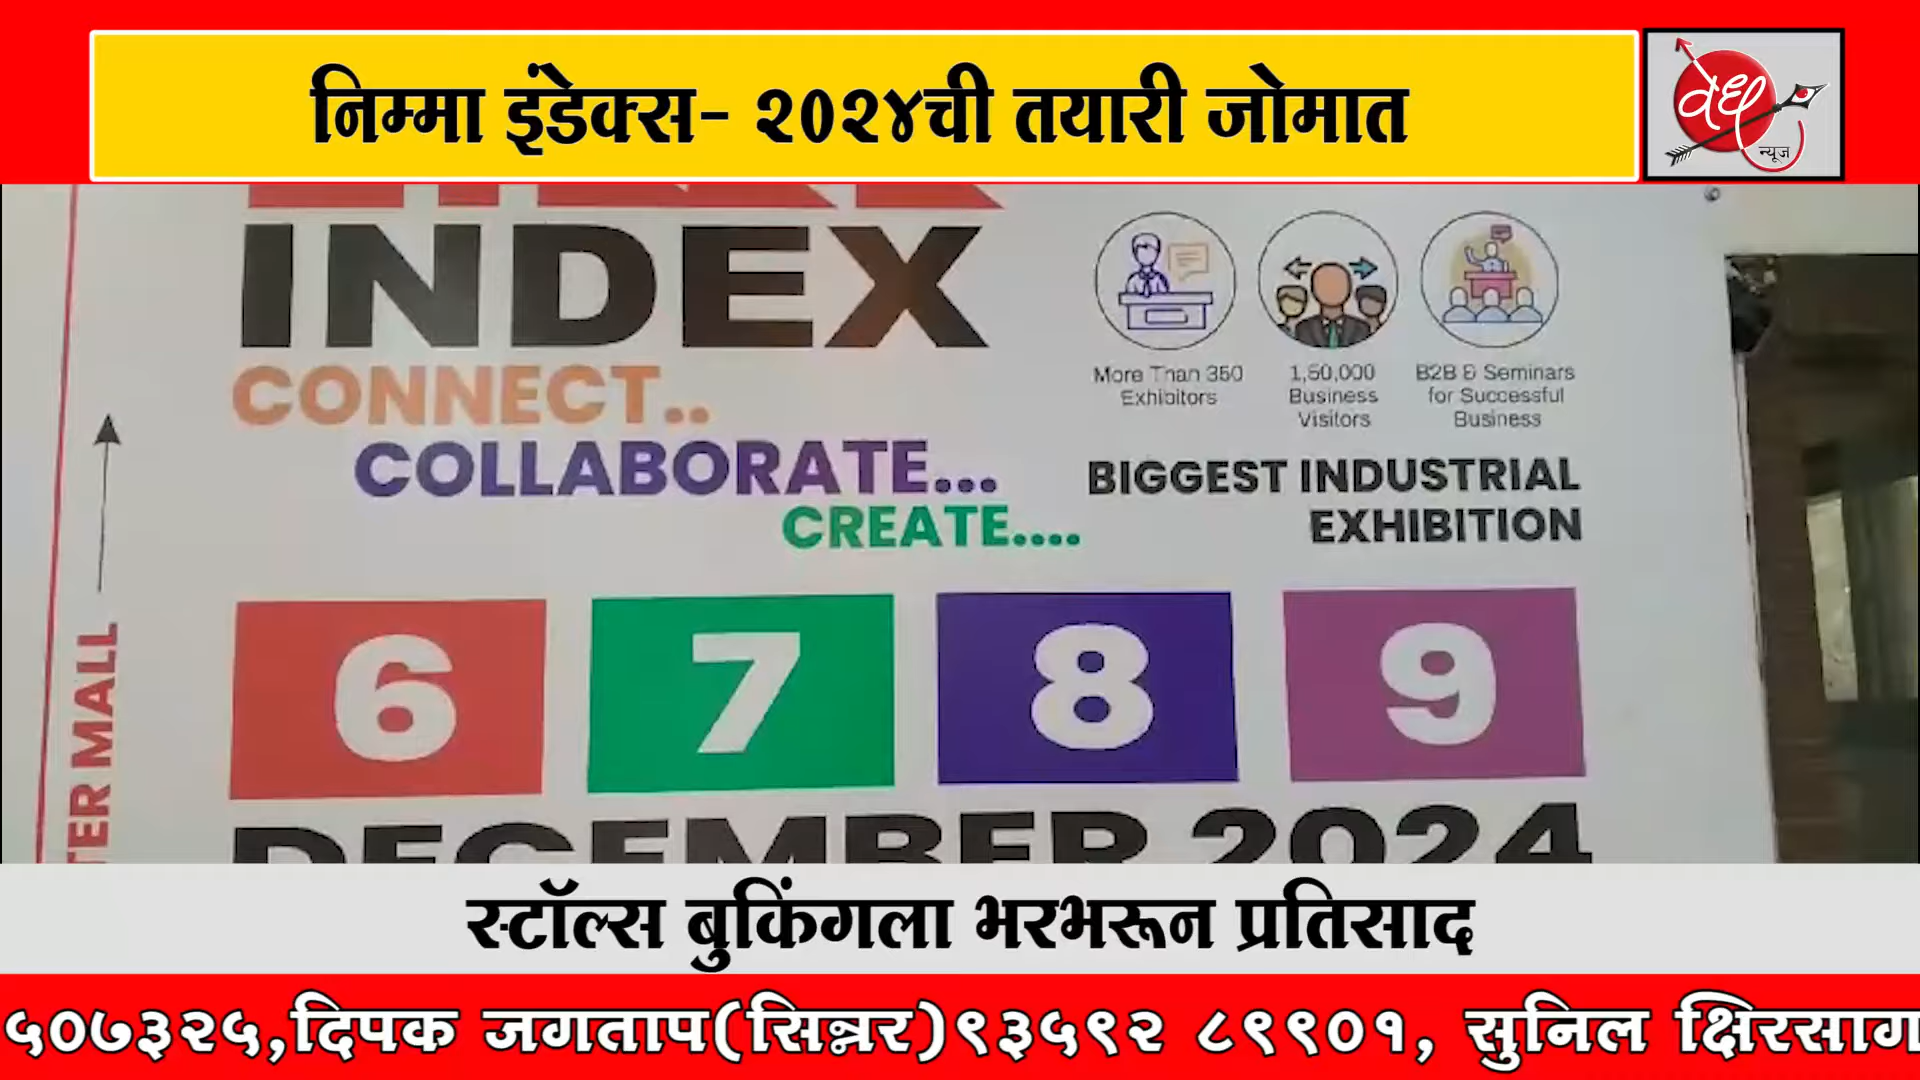 निम्मा इंडेक्स- २०२४ची तयारी जोमात
देश
न्यूज
INDEX
CONNECT..
COLLABORATE...
CREATE....
More Than 350
Exhibitors
1,50,000
Business
Visitors
B2B & Seminars
for Successful
Business
BIGGEST INDUSTRIAL
EXHIBITION
TER MALL
6 7 8 9
DECEMBER 2024
स्टॉल्स बुकिंगला भरभरून प्रतिसाद
५०७३२५,दिपक जगताप(सिन्नर)९३५९२ ८९९०१, सुनिल क्षिरसाग